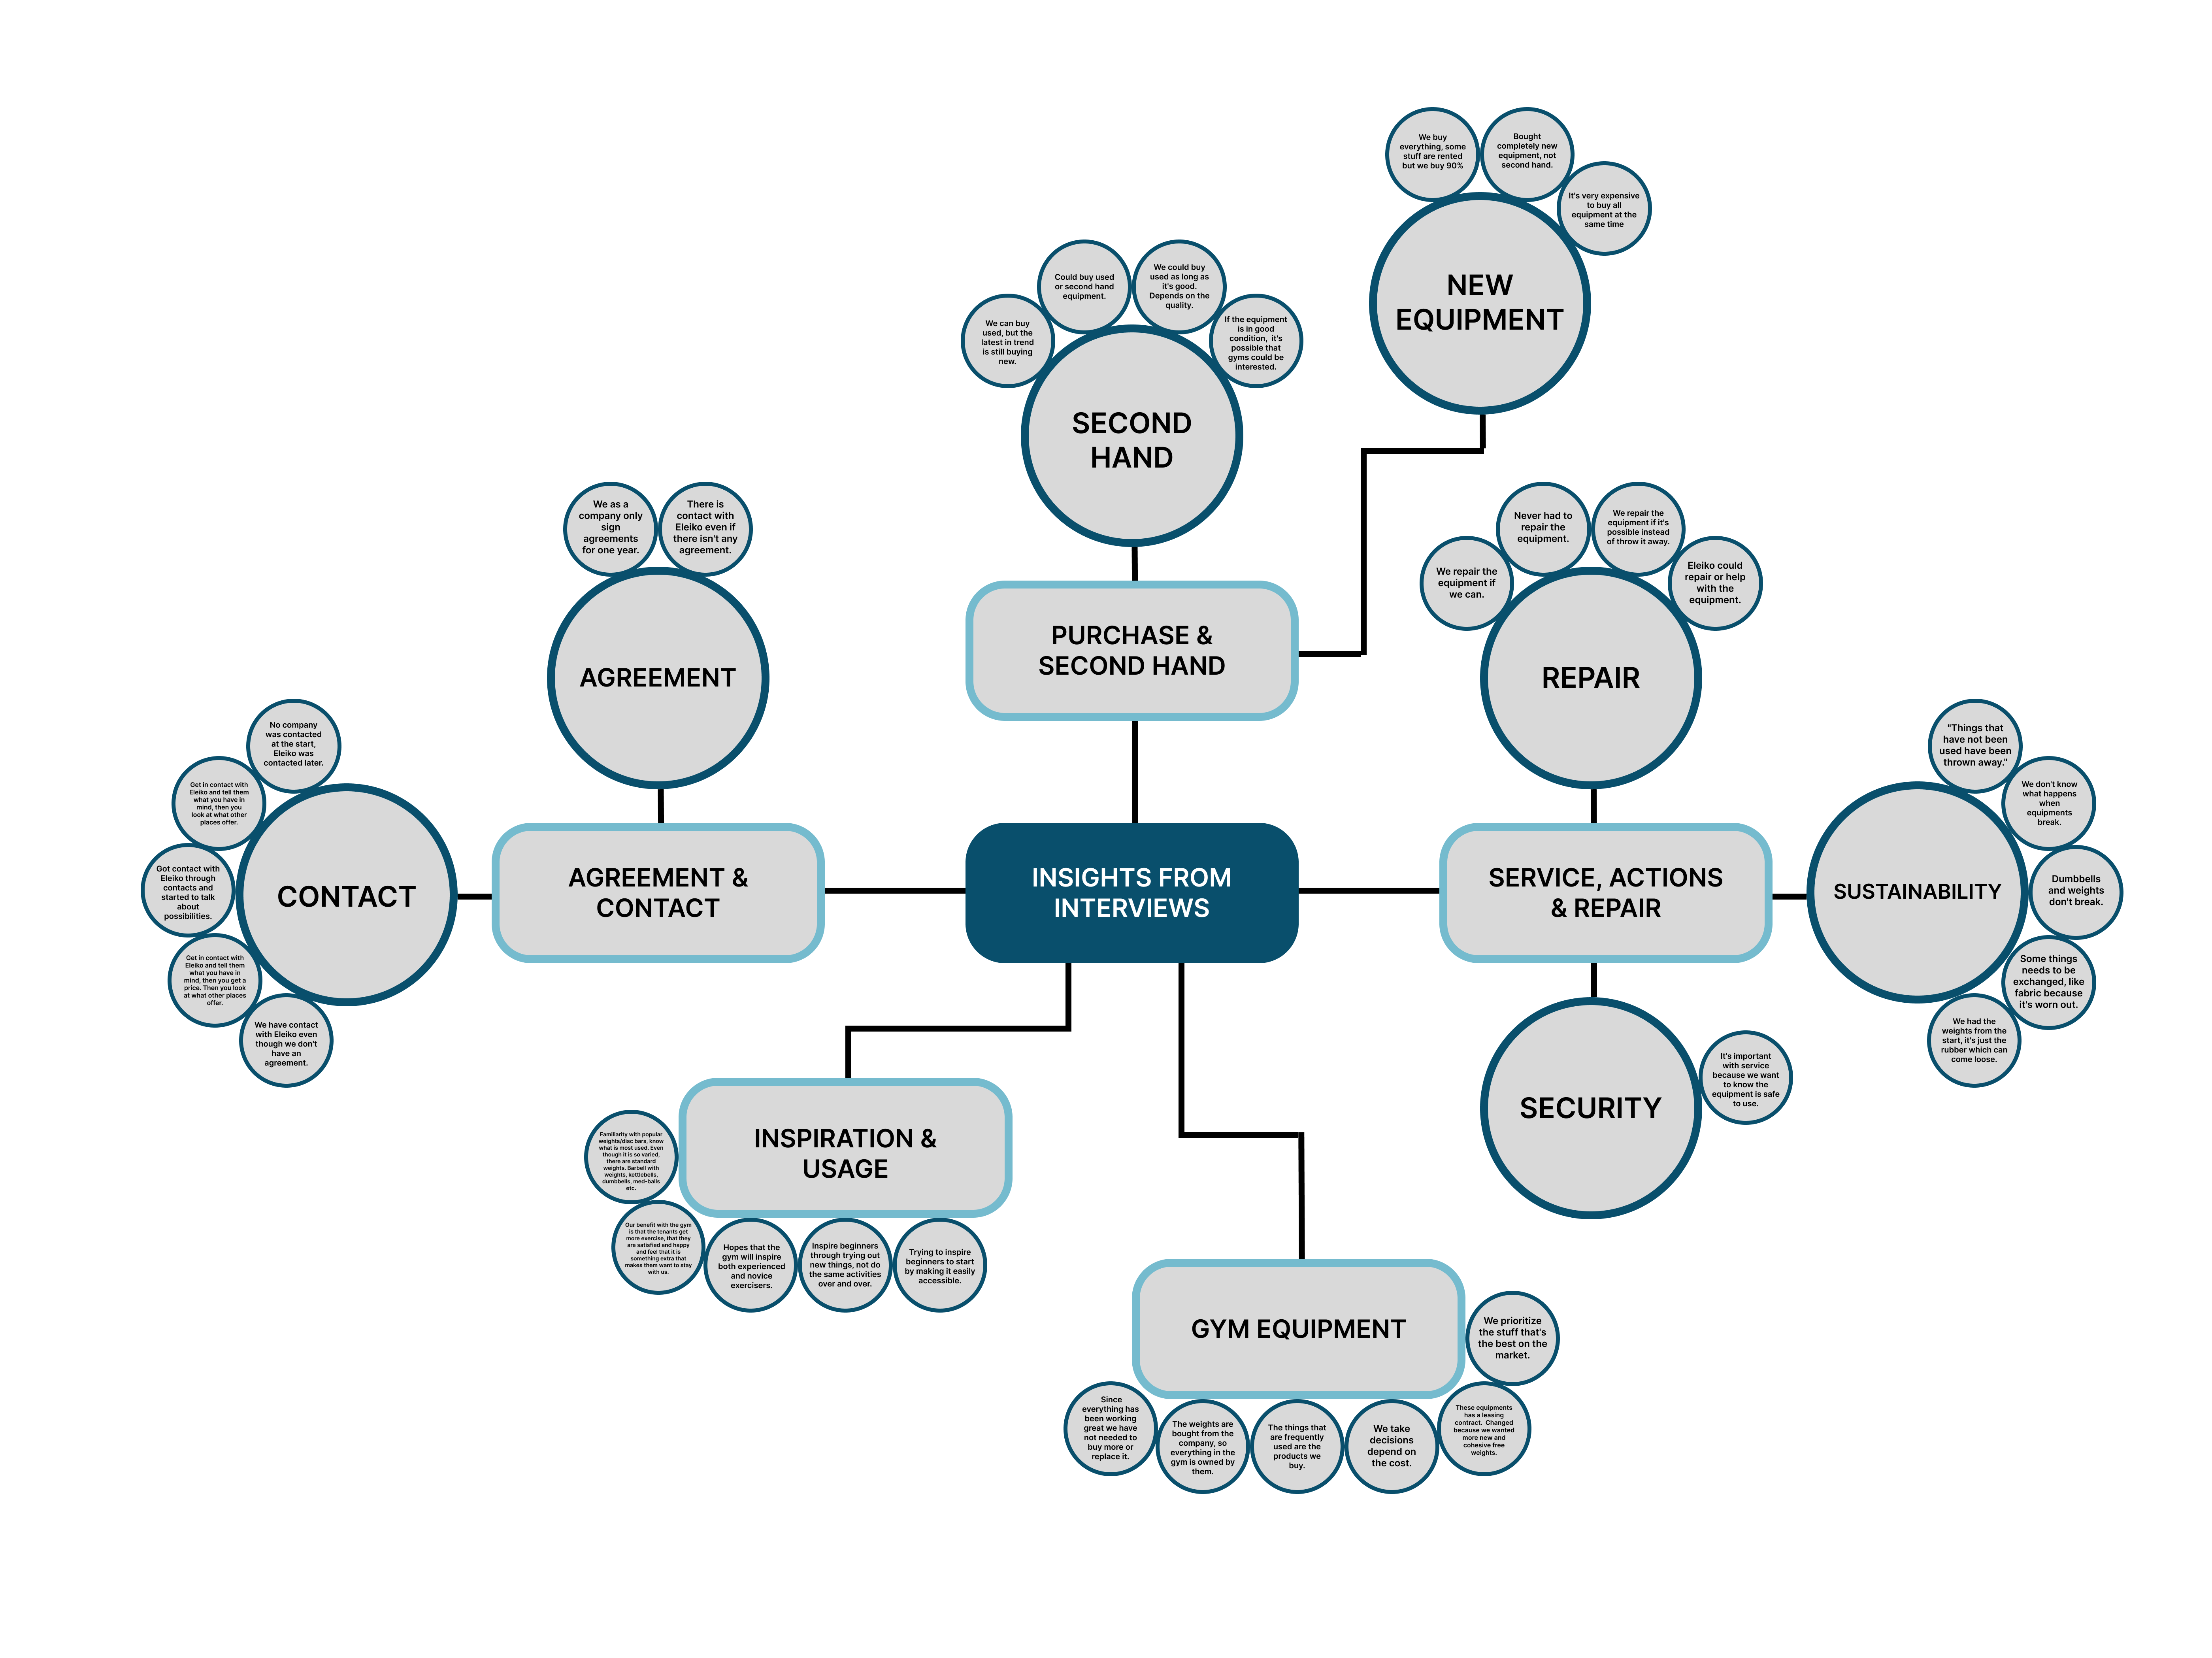 We buy
everything, some
stuff are rented
but we buy 90%
Bought
completely new
equipment, not
second hand.
It's very expensive
to buy all
equipment at the
same time
NEW
EQUIPMENT
We can buy
used, but the
latest in trend
is still buying
new.
Could buy used
or second hand
equipment.
We could buy
used as long as
it's good.
Depends on the
quality.
If the equipment
is in good
condition, it's
possible that
gyms could be
interested.
SECOND
HAND
PURCHASE &
SECOND HAND
We as a
company only
sign
agreements
for one year.
There is
contact with
Eleiko even if
there isn't any
agreement.
AGREEMENT
We repair the
equipment if
we can.
Never had to
repair the
equipment.
We repair the
equipment if it's
possible instead
of throw it away.
Eleiko could
repair or help
with the
equipment.
REPAIR
No company
was contacted
at the start,
Eleiko was
contacted later.
Get in contact with
Eleiko and tell them
what you have in
mind, then you
look at what other
places offer.
Got contact with
Eleiko through
contacts and
started to talk
about
possibilities.
Get in contact with
Eleiko and tell them
what you have in
mind, then you get a
price. Then you look
at what other places
offer.
We have contact
with Eleiko even
though we don't
have an
agreement.
CONTACT
AGREEMENT &
CONTACT
INSIGHTS FROM
INTERVIEWS
SERVICE, ACTIONS
& REPAIR
SUSTAINABILITY
"Things that
have not been
used have been
thrown away."
We don't know
what happens
when
equipments
break.
Dumbbells
and weights
don't break.
Some things
needs to be
exchanged, like
fabric because
it's worn out.
We had the
weights from the
start, it's just the
rubber which can
come loose.
SECURITY
It's important
with service
because we want
to know the
equipment is safe
to use.
INSPIRATION &
USAGE
Familiarity with popular
weights/disc bars, know
what is most used. Even
though it is so varied,
there are standard
weights. Barbell with
weights, kettlebells,
dumbbells, med-balls
etc.
Our benefit with the gym
is that the tenants get
more exercise, that they
are satisfied and happy
and feel that it is
something extra that
makes them want to stay
with us.
Hopes that the
gym will inspire
both experienced
and novice
exercisers.
Inspire beginners
through trying out
new things, not do
the same activities
over and over.
Trying to inspire
beginners to start
by making it easily
accessible.
GYM EQUIPMENT
We prioritize
the stuff that's
the best on the
market.
Since
everything has
been working
great we have
not needed to
buy more or
replace it.
The weights are
bought from the
company, so
everything in the
gym is owned by
them.
The things that
are frequently
used are the
products we
buy.
We take
decisions
depend on
the cost.
These equipments
has a leasing
contract. Changed
because we wanted
more new and
cohesive free
weights.